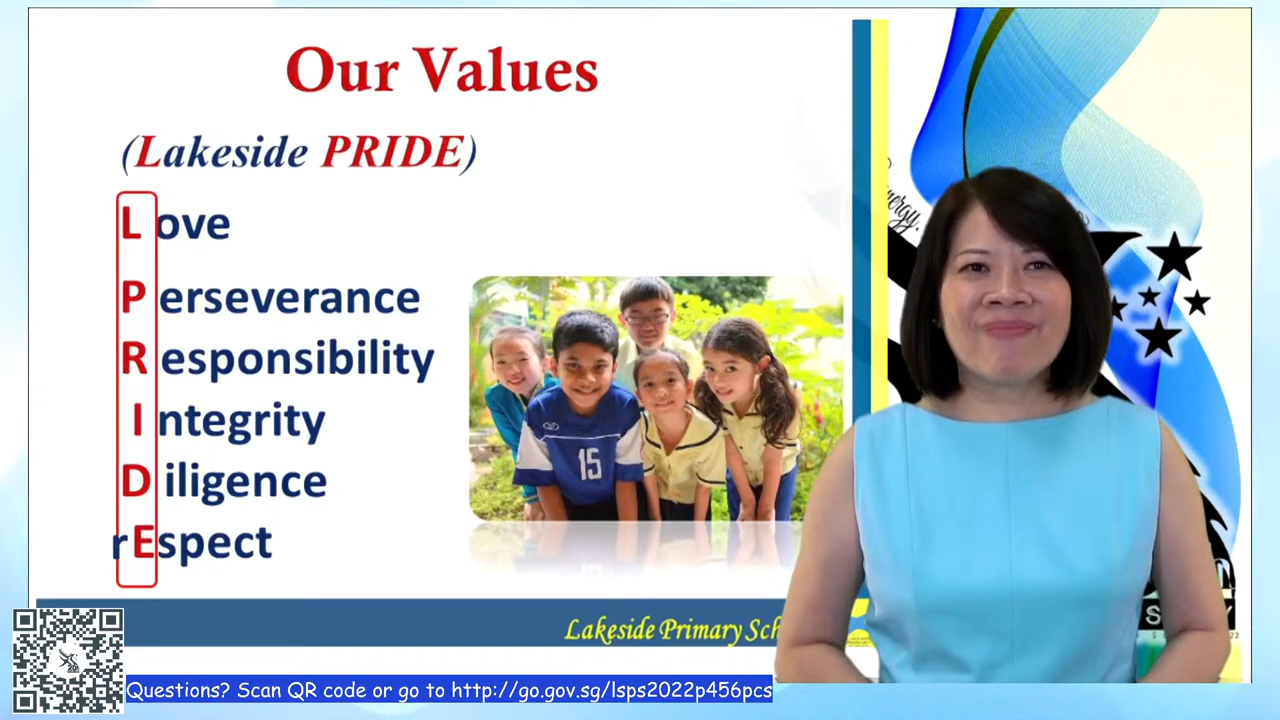 Our Values
(Lakeside PRIDE)
Love
Perseverance
Responsibility
Integrity
Diligence
rEspect
15
Lakeside Primary
Questions? Scan QR code or go to http://go.gov.sg/lsps2022p456pcs